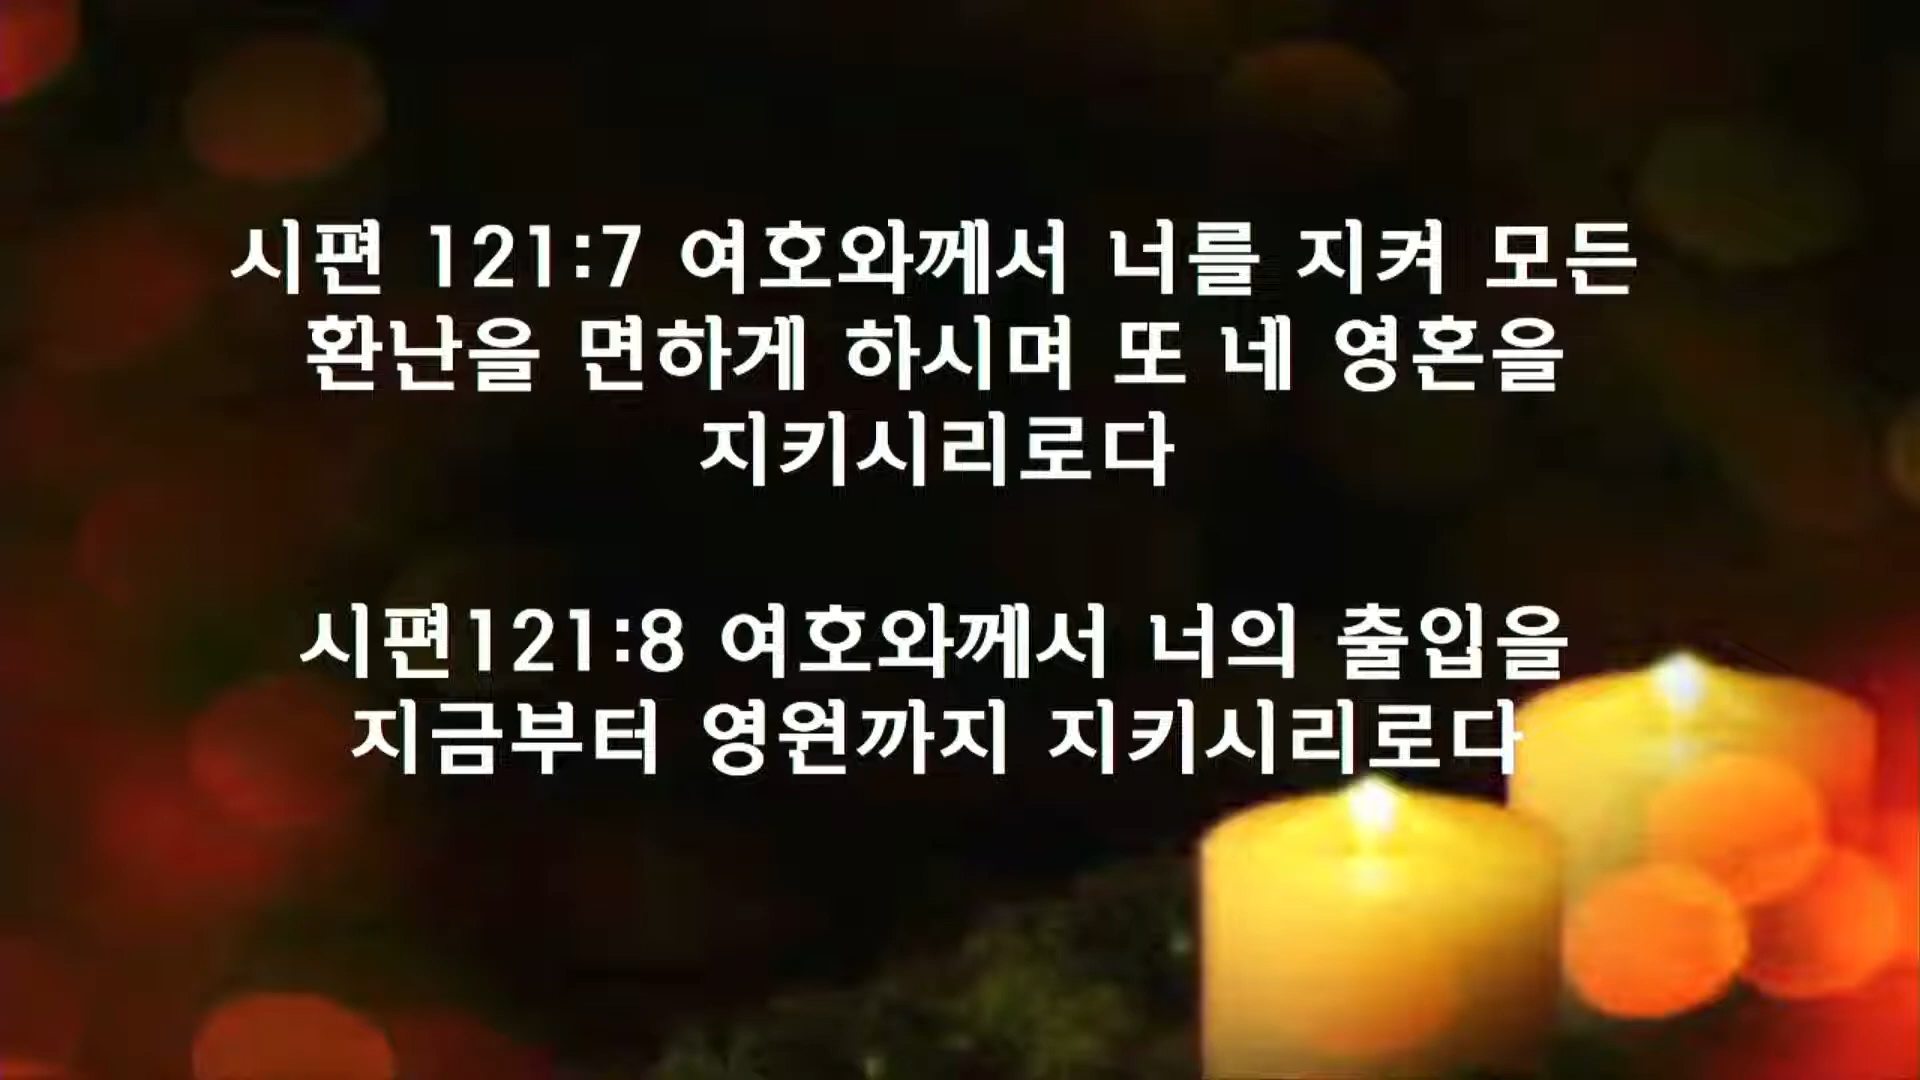 시편 121:7 여호와께서 너를 지켜 모든
환난을 면하게 하시며 또 네 영혼을
지키시리로다
시편121:8 여호와께서 너의 출입을
지금부터 영원까지 지키시리로다